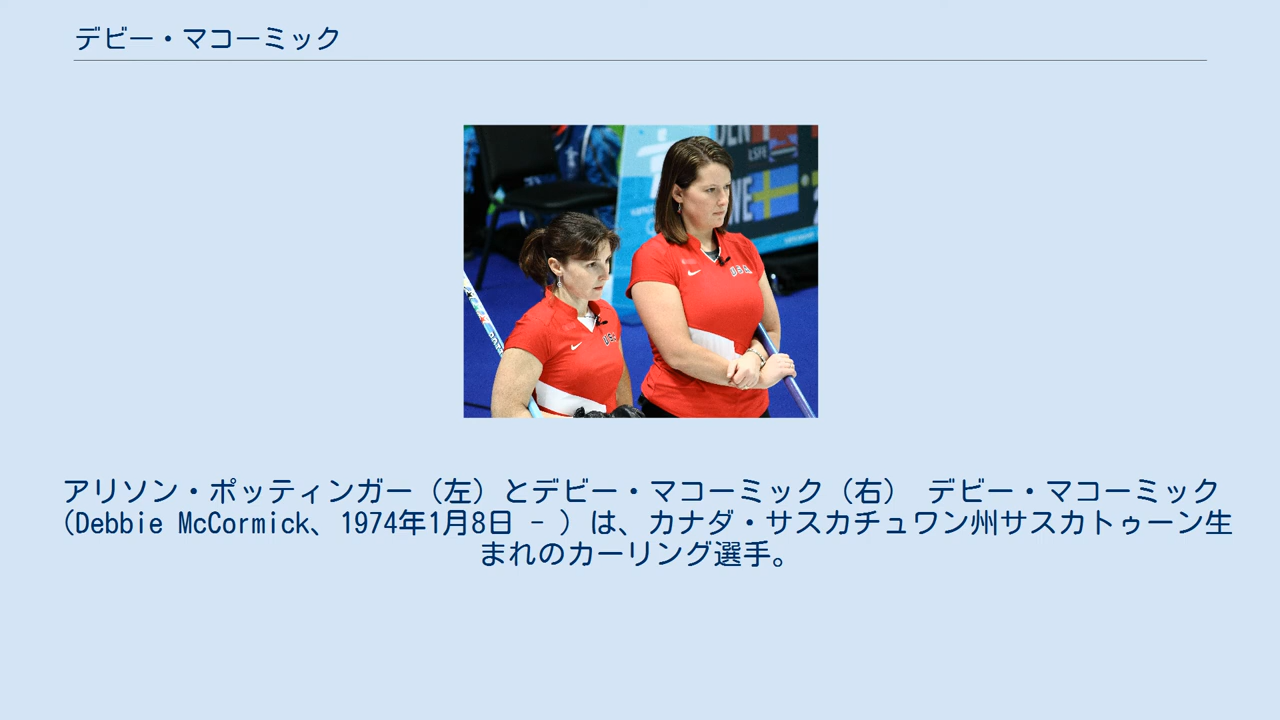 デビー・マコーミック
DEN
USA
USA
アリソン・ポッティンガー（左）とデビー・マコーミック（右） デビー・マコーミック
(Debbie McCormick、1974年1月8日 - ）は、カナダ・サスカチュワン州サスカトゥーン生
まれのカーリング選手。